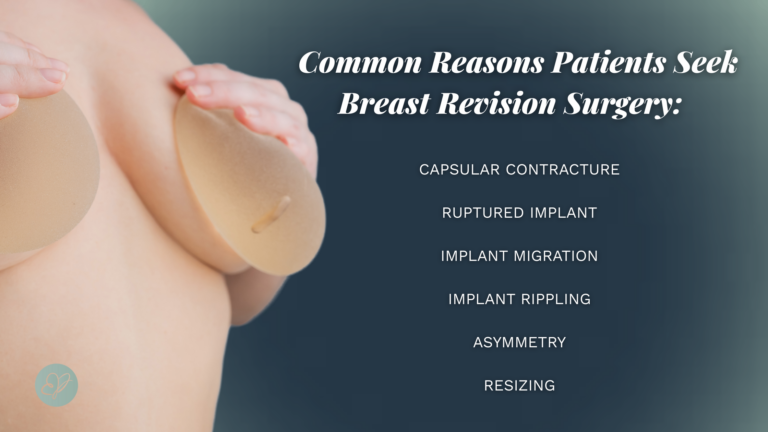 Common Reasons Patients Seek
Breast Revision Surgery:
CAPSULAR CONTRACTURE
RUPTURED IMPLANT
IMPLANT MIGRATION
IMPLANT RIPPLING
ASYMMETRY
RESIZING